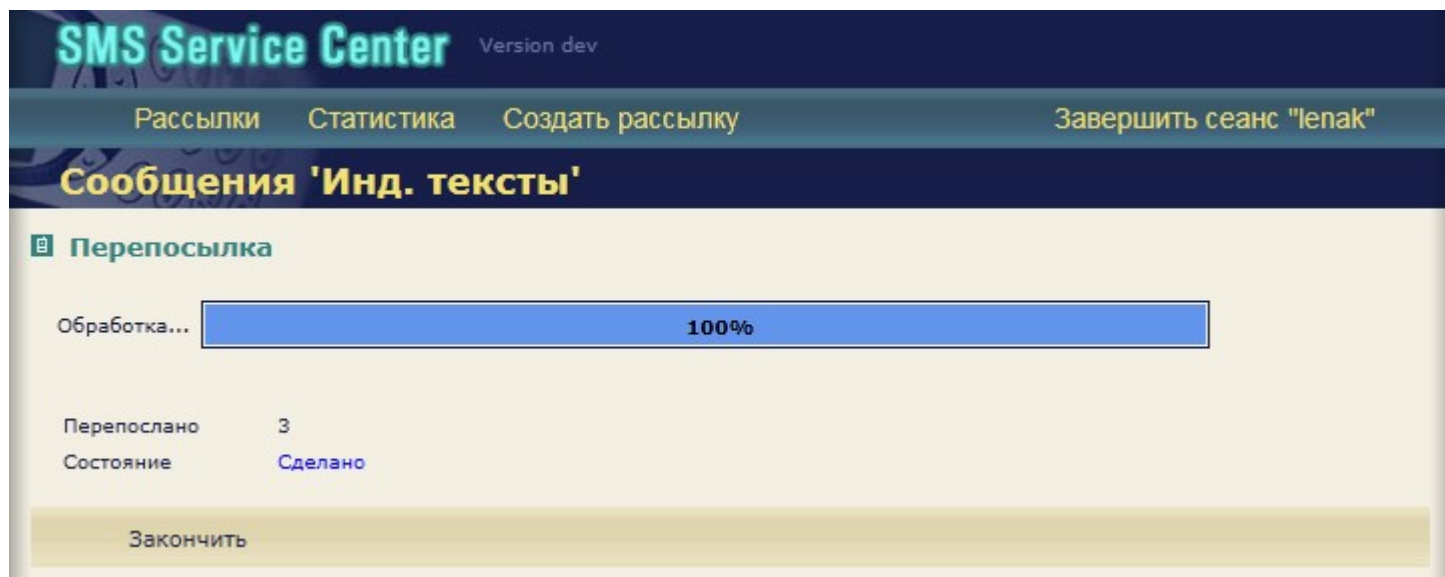 SMS Service Center Version dev
Рассылки Статистика Создать рассылку Завершить сеанс "lenak"
Сообщения 'Инд. тексты'
Перепосылка
Обработка... 100%
Перепослано 3
Состояние Сделано
Закончить